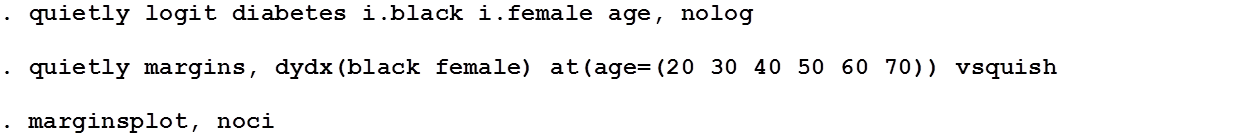 . quietly logit diabetes i.black i.female age, nolog
. quietly margins, dydx(black female) at(age=(20 30 40 50 60 70)) vsquish
. marginsplot, noci